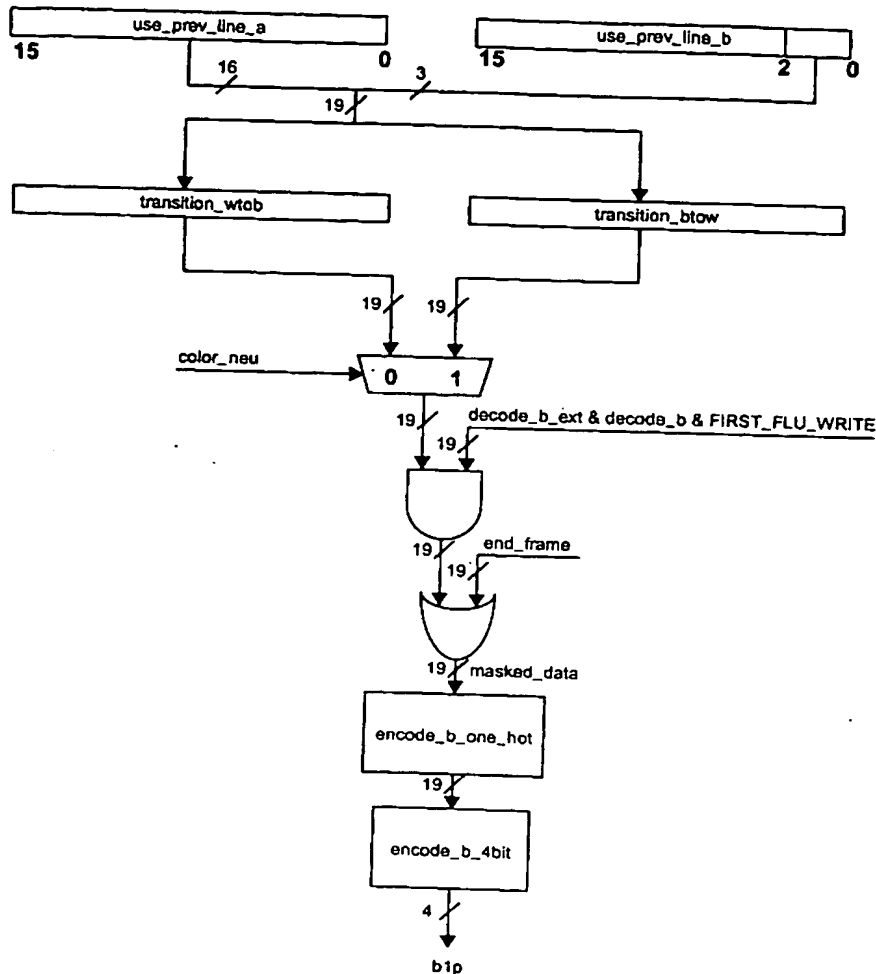 use_prev_line_a
use_prev_line_b
15
0
15
2
0
16
3
19
transition_wtob
transition_btow
19
19
color_neu
0
1
19
decode_b_ext & decode_b & FIRST_FLU_WRITE
19
19
end_frame
19
19
masked_data
encode_b_one_hot
19
encode_b_4bit
4
b1p